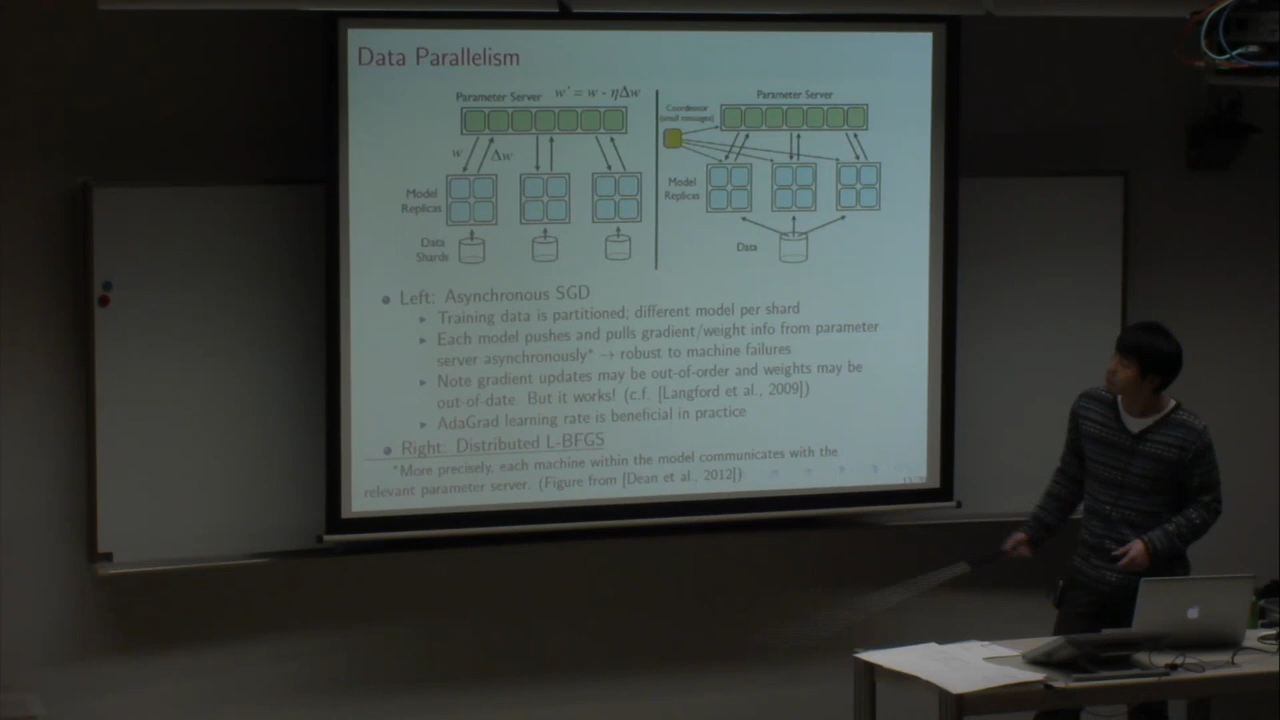 Data Parallelism
Parameter Server w' = w - ηΔw
w Δw
Model
Replicas
Data
Shards
Parameter Server
Coordinator
(small messages)
Model
Replicas
Data
Left: Asynchronous SGD
Training data is partitioned; different model per shard
Each model pushes and pulls gradient/weight info from parameter
server asynchronously* → robust to machine failures
Note gradient updates may be out-of-order and weights may be
out-of-date. But it works! (c.f. [Langford et al., 2009])
AdaGrad learning rate is beneficial in practice
Right: Distributed L-BFGS
*More precisely, each machine within the model communicates with the
relevant parameter server. (Figure from [Dean et al., 2012])